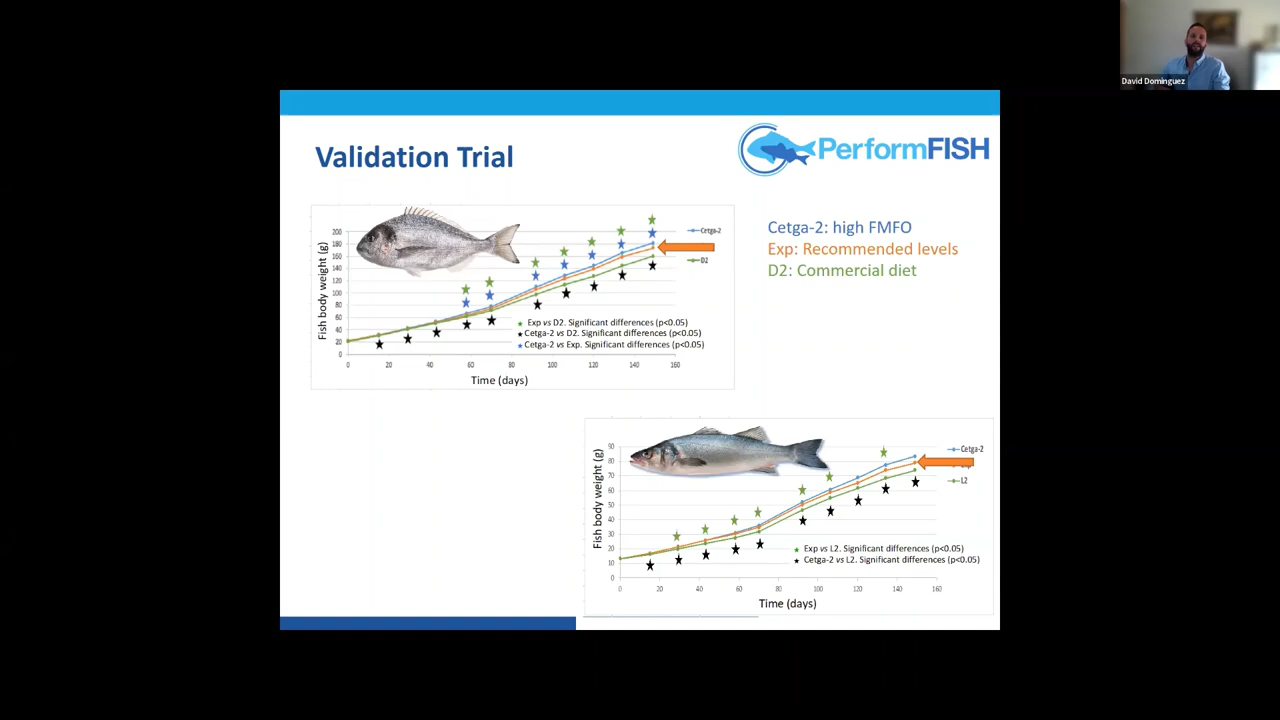 David Dominguez
Validation Trial
PerformFISH
Cetga-2: high FMFO
Exp: Recommended levels
D2: Commercial diet
Fish body weight (g)
200
180
160
140
120
100
80
60
40
20
0
0 20 40 60 80 100 120 140 160
Time (days)
Cetga-2
D2
Exp vs D2. Significant differences (p<0.05)
Cetga-2 vs D2. Significant differences (p<0.05)
Cetga-2 vs Exp. Significant differences (p<0.05)
Fish body weight (g)
90
80
70
60
50
40
30
20
10
0
0 20 40 60 80 100 120 140 160
Time (days)
Cetga-2
L2
Exp vs L2. Significant differences (p<0.05)
Cetga-2 vs L2. Significant differences (p<0.05)